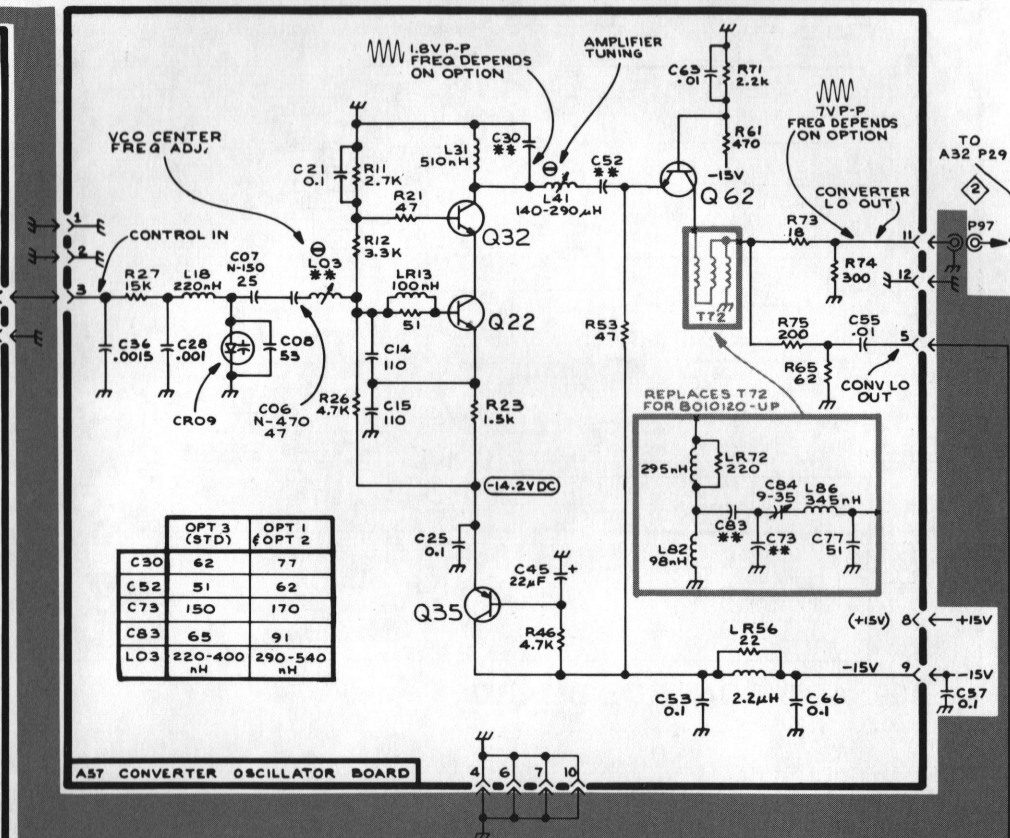 1.8V P-P
FREQ DEPENDS
ON OPTION
AMPLIFIER
TUNING
C63
.01
R71
2.2K
7V P-P
FREQ DEPENDS
ON OPTION
TO
A32 P29
2
VCO CENTER
FREQ ADJ.
C21
0.1
R11
2.7K
L31
510nH
C30
**
C52
**
R61
470
-15V
L41
140-290µH
Q62
CONVERTER
LO OUT
R21
47
Q32
R73
18
11
P97
1
CONTROL IN
2
R12
3.3K
R74
300
12
C07
N-150
25
L03
**
R27
15K
L18
220nH
3
LR13
100nH
51
Q22
T72
R53
47
R75
200
C55
.01
5
C36
.0015
C28
.001
C08
53
C14
110
R65
62
CONV LO
OUT
CR09
C06
N-470
47
R26
4.7K
C15
110
R23
1.5K
REPLACES T72
FOR B010120-UP
LR72
220
295nH
-14.2VDC
C84
9-35
L86
345nH
C83
**
C73
**
C77
51
L82
98nH
OPT 3
(STD)
OPT 1
& OPT 2
C30 62 77
C52 51 62
C73 150 170
C83 65 91
L03 220-400
nH 290-540
nH
C25
0.1
C45
22µF
+
Q35
R46
4.7K
(+15V) 8 +15V
LR56
22
-15V 9 -15V
C53
0.1
2.2µH
C66
0.1
C57
0.1
A57 CONVERTER OSCILLATOR BOARD
4 6 7 10